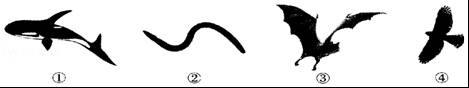 ① ② ③ ④